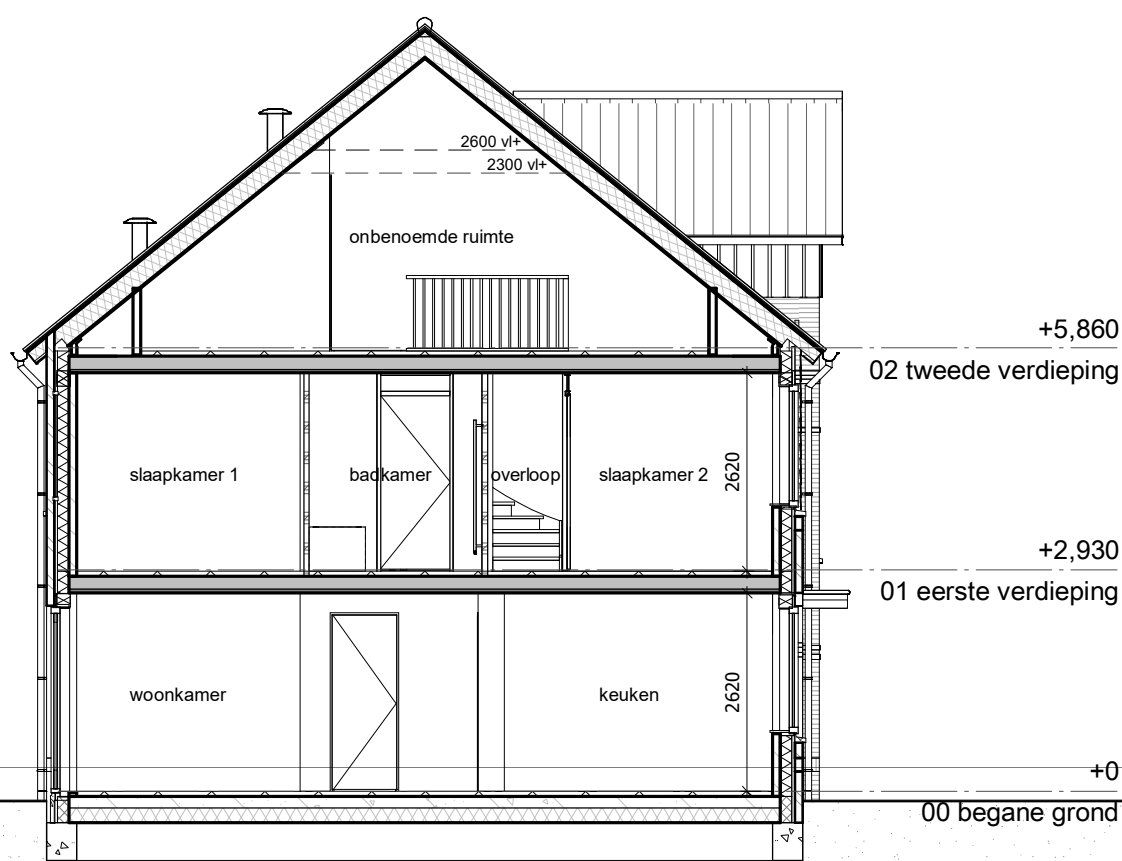 2600 vl+
2300 vl+
onbenoemde ruimte
+5,860
02 tweede verdieping
slaapkamer 1
badkamer
overloop
slaapkamer 2
2620
+2,930
01 eerste verdieping
woonkamer
keuken
2620
+0
00 begane grond